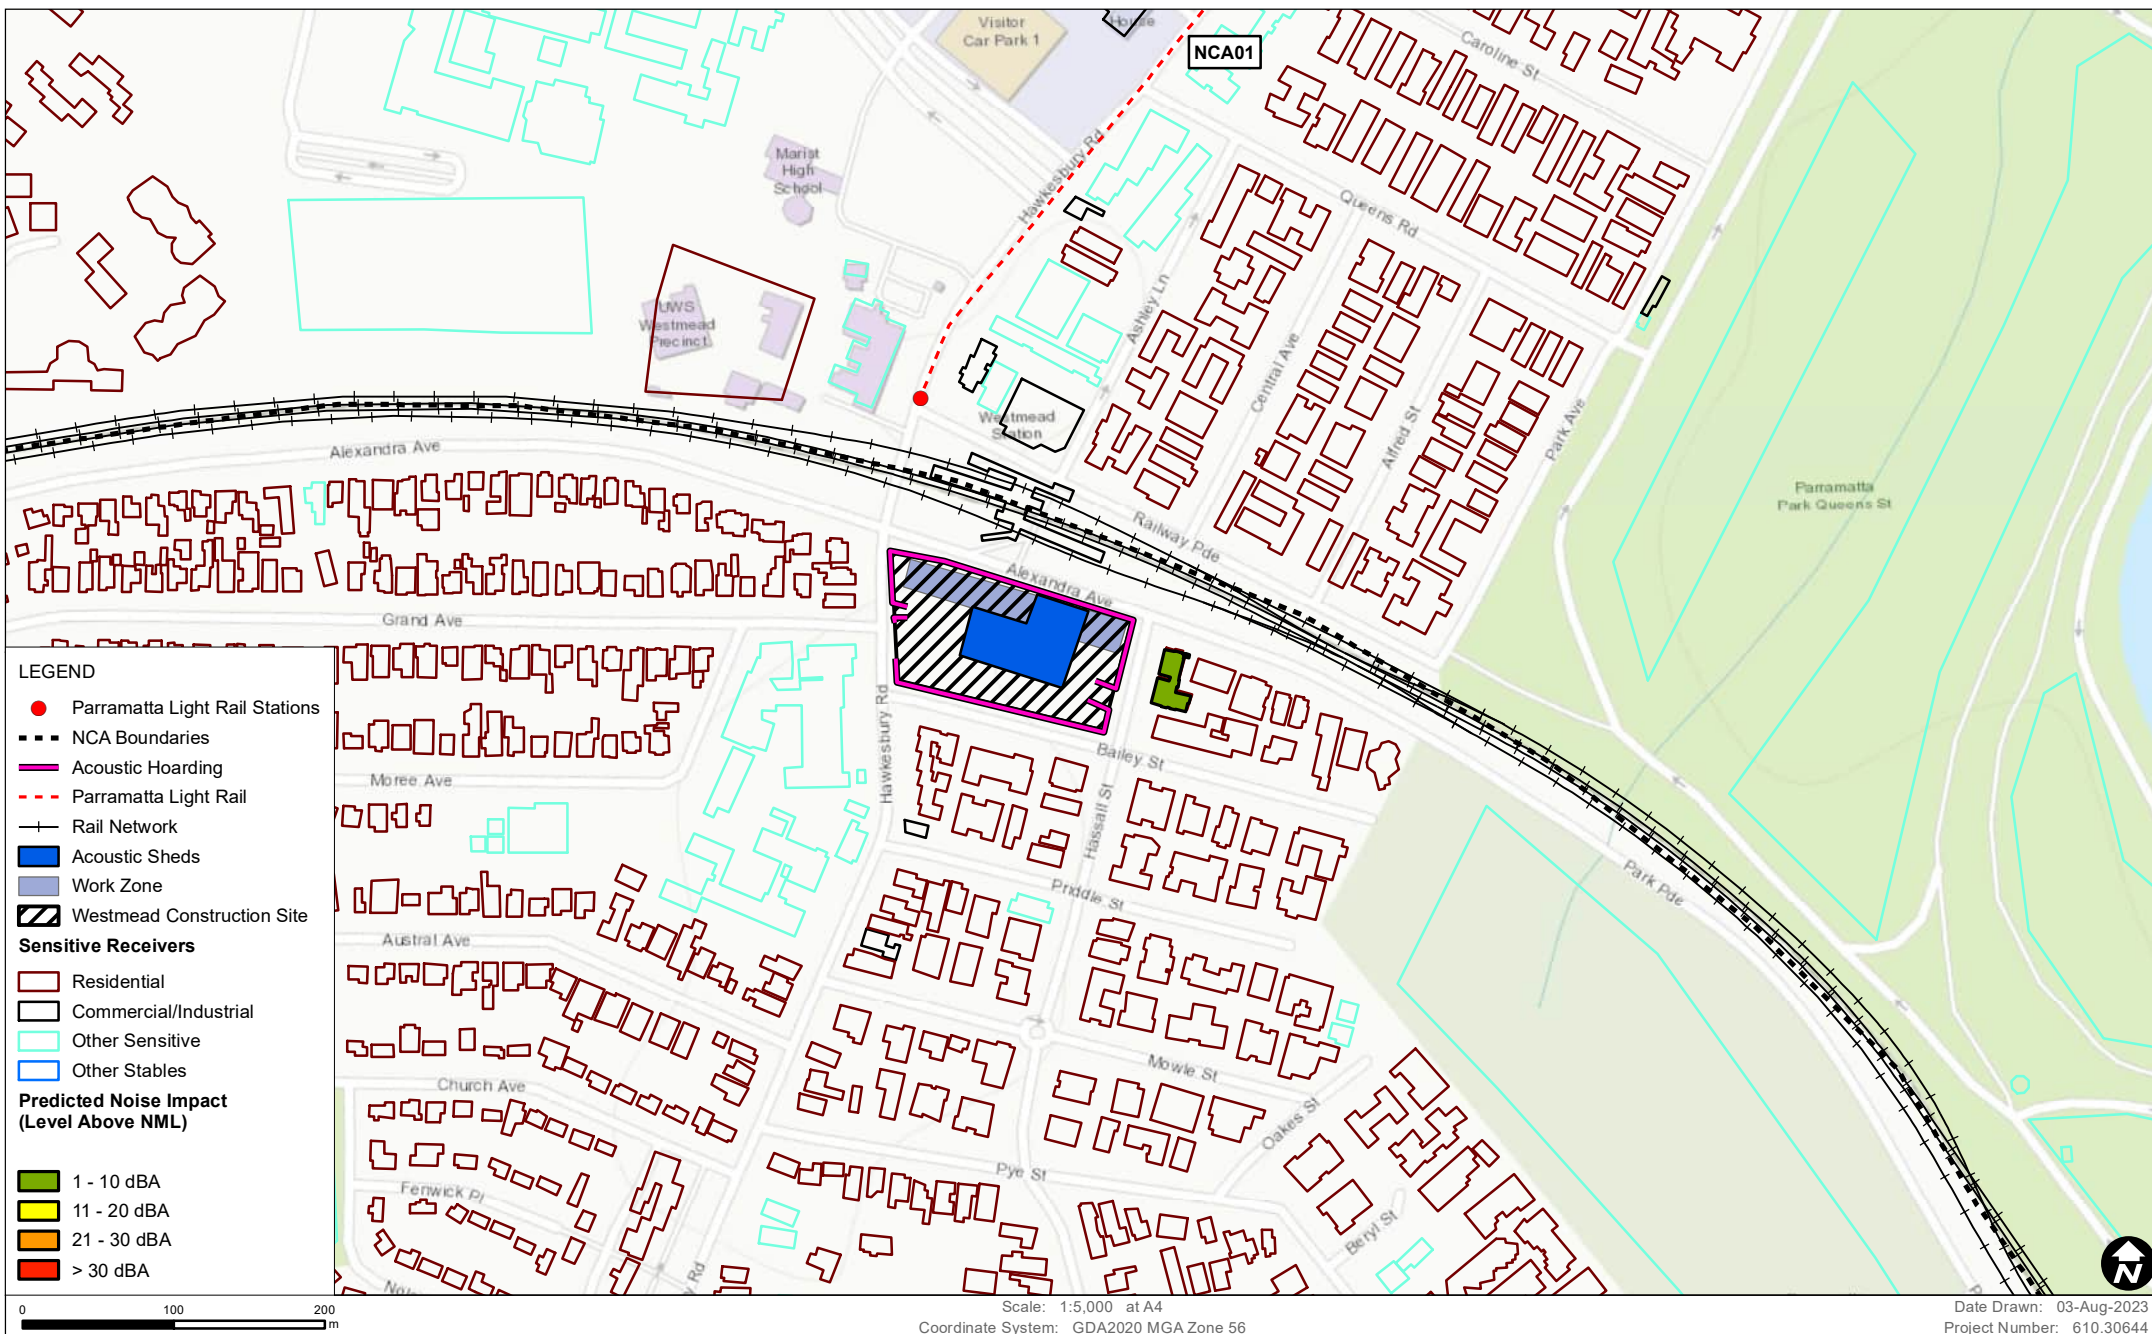 Visitor
Car Park 1
House
NCA01
Caroline St
Marist
High
School
Hawkesbury Rd
Queens Rd
UWS
Westmead
Precinct
Ashley Ln
Central Ave
Westmead
Station
Alfred St
Park Ave
Alexandra Ave
Parramatta
Park Queens St
Railway Pde
Alexandra Ave
Grand Ave
Hawkesbury Rd
Bailey St
Moree Ave
Hassall St
Priddle St
Park Pde
Austral Ave
Mowle St
Church Ave
Oakes St
Pye St
Fenwick Pl
Beryl St
y Rd
LEGEND
Parramatta Light Rail Stations
NCA Boundaries
Acoustic Hoarding
Parramatta Light Rail
Rail Network
Acoustic Sheds
Work Zone
Westmead Construction Site
Sensitive Receivers
Residential
Commercial/Industrial
Other Sensitive
Other Stables
Predicted Noise Impact
(Level Above NML)
1 - 10 dBA
11 - 20 dBA
21 - 30 dBA
> 30 dBA
N
0 100 200
m
Scale: 1:5,000 at A4
Coordinate System: GDA2020 MGA Zone 56
Date Drawn: 03-Aug-2023
Project Number: 610.30644